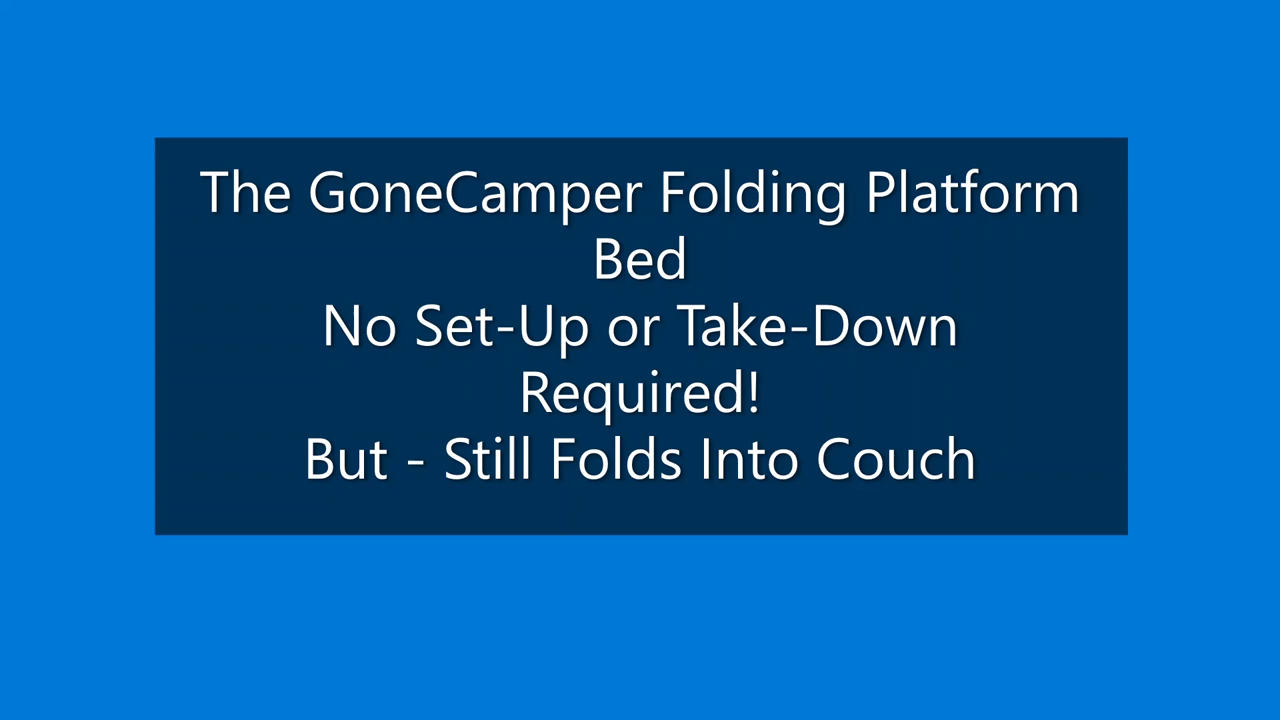 The GoneCamper Folding Platform
Bed
No Set-Up or Take-Down
Required!
But - Still Folds Into Couch